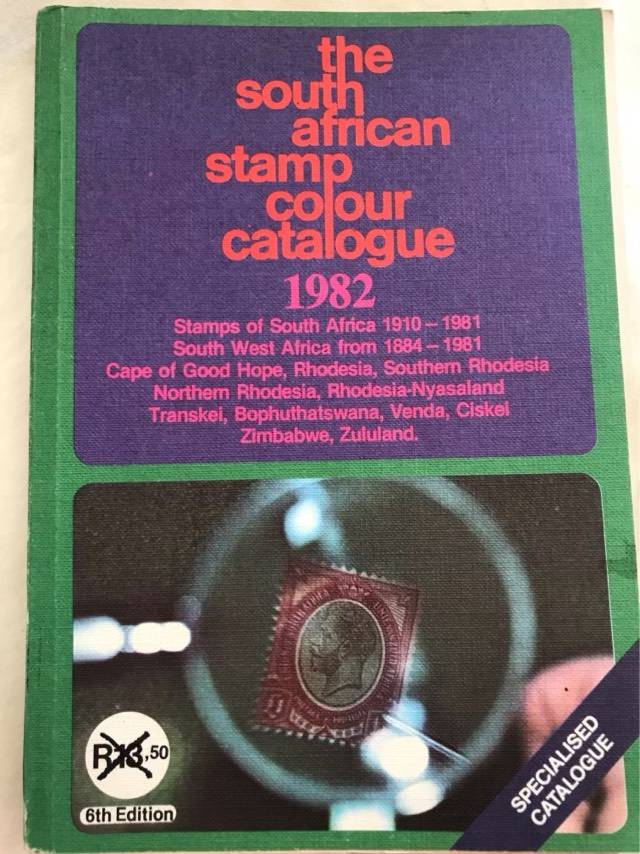 the
south
african
stamp
colour
catalogue
1982
Stamps of South Africa 1910 – 1981
South West Africa from 1884 – 1981
Cape of Good Hope, Rhodesia, Southern Rhodesia
Northern Rhodesia, Rhodesia-Nyasaland
Transkei, Bophuthatswana, Venda, Ciskei
Zimbabwe, Zululand.
R13,50
6th Edition
SPECIALISED
CATALOGUE